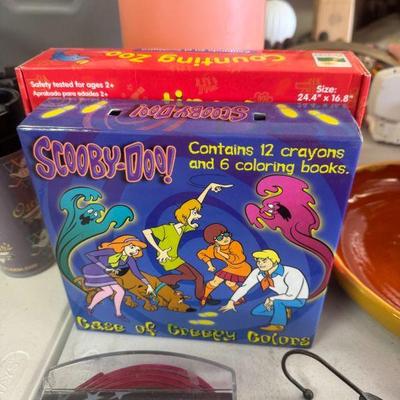 Counting Zoo
Safety tested for ages 2+
Aprobado para edades 2+
Size:
24.4" x 16.8"
SCOOBY-DOO!
SCOOBY-DOO!
Contains 12 crayons
and 6 coloring books.
Case of Creepy Colors